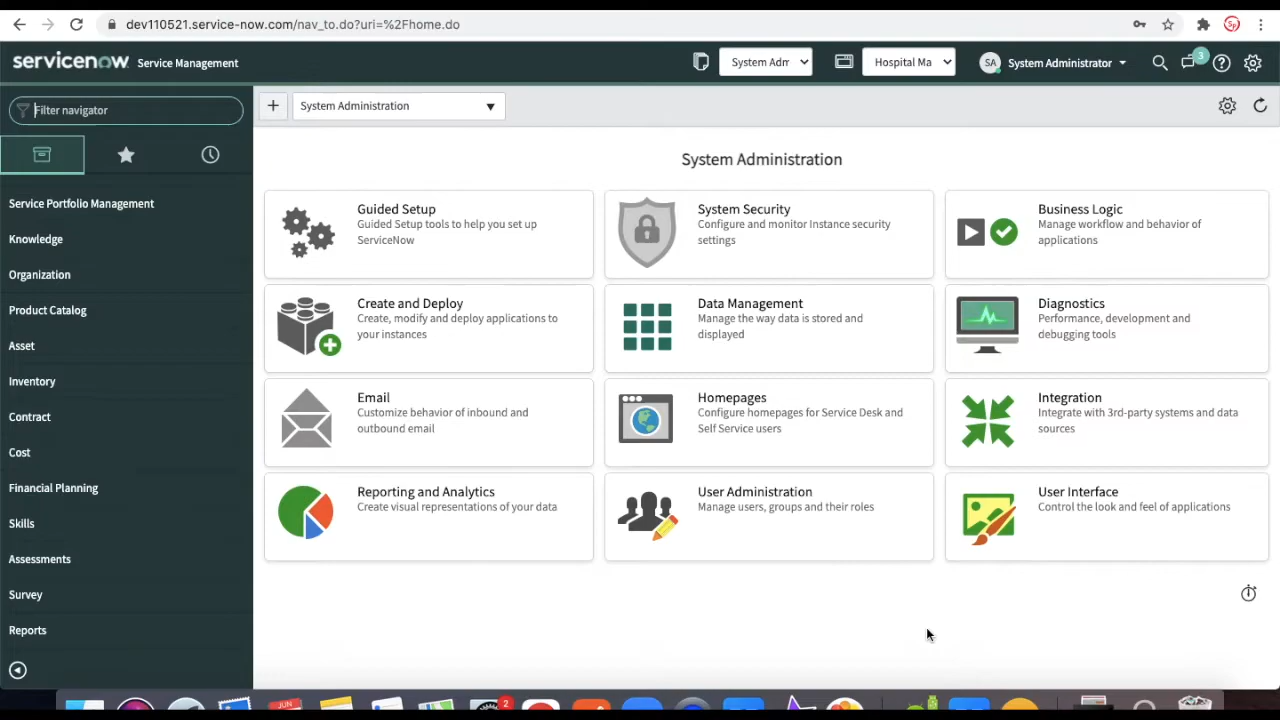 dev110521.service-now.com/nav_to.do?uri=%2Fhome.do
servicenow Service Management
System Adm
Hospital Ma
SA System Administrator
3
Filter navigator
System Administration
System Administration
Service Portfolio Management
Knowledge
Organization
Product Catalog
Asset
Inventory
Contract
Cost
Financial Planning
Skills
Assessments
Survey
Reports
Guided Setup
Guided Setup tools to help you set up
ServiceNow
System Security
Configure and monitor Instance security
settings
Business Logic
Manage workflow and behavior of
applications
Create and Deploy
Create, modify and deploy applications to
your instances
Data Management
Manage the way data is stored and
displayed
Diagnostics
Performance, development and
debugging tools
Email
Customize behavior of inbound and
outbound email
Homepages
Configure homepages for Service Desk and
Self Service users
Integration
Integrate with 3rd-party systems and data
sources
Reporting and Analytics
Create visual representations of your data
User Administration
Manage users, groups and their roles
User Interface
Control the look and feel of applications
JUN
2